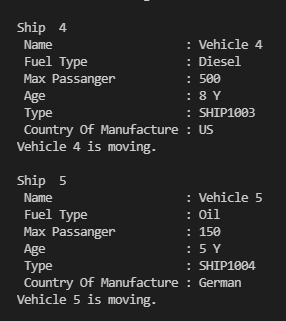 Ship  4
 Name                  : Vehicle 4
 Fuel Type             : Diesel
 Max Passanger         : 500
 Age                   : 8 Y
 Type                  : SHIP1003
 Country Of Manufacture : US
Vehicle 4 is moving.

Ship  5
 Name                  : Vehicle 5
 Fuel Type             : Oil
 Max Passanger         : 150
 Age                   : 5 Y
 Type                  : SHIP1004
 Country Of Manufacture : German
Vehicle 5 is moving.